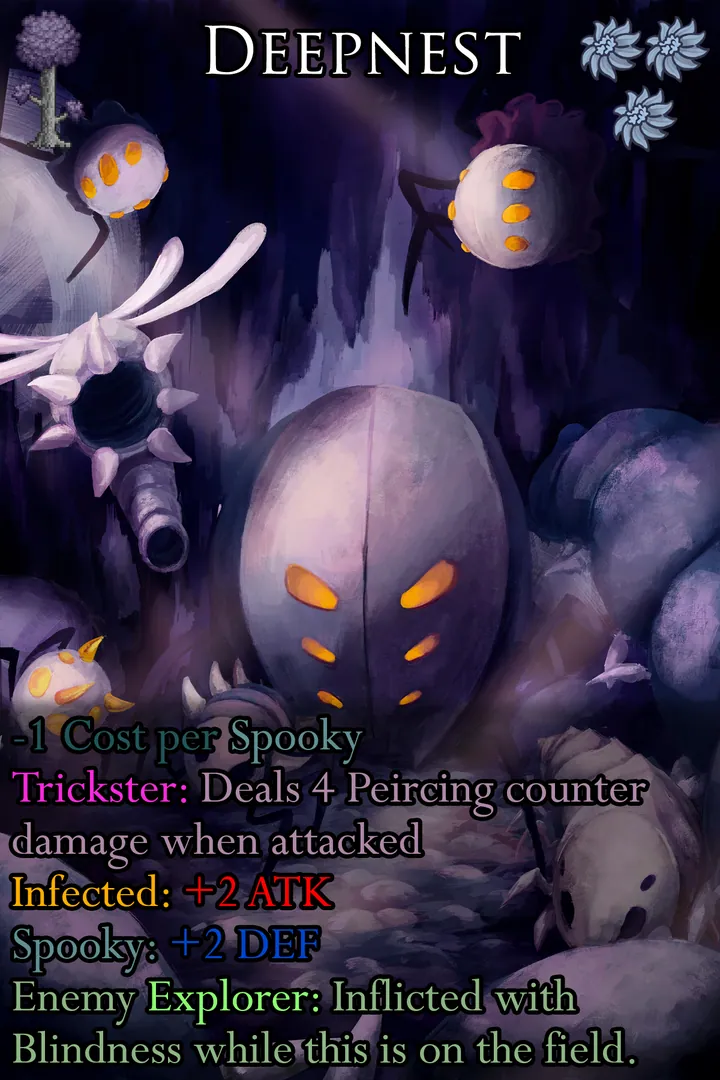 Deepnest
-1 Cost per Spooky
Trickster: Deals 4 Peircing counter
damage when attacked
Infected: +2 ATK
Spooky: +2 DEF
Enemy Explorer: Inflicted with
Blindness while this is on the field.